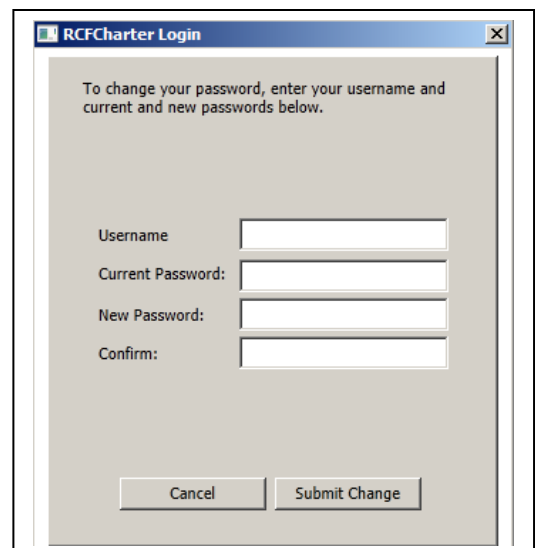 RCFCharter Login
To change your password, enter your username and
current and new passwords below.
Username
Current Password:
New Password:
Confirm:
Cancel
Submit Change